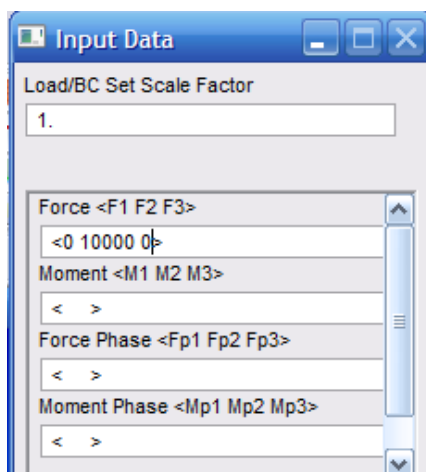 Input Data
Load/BC Set Scale Factor
1.
Force <F1 F2 F3>
<0 10000 0>
Moment <M1 M2 M3>
<   >
Force Phase <Fp1 Fp2 Fp3>
<   >
Moment Phase <Mp1 Mp2 Mp3>
<   >